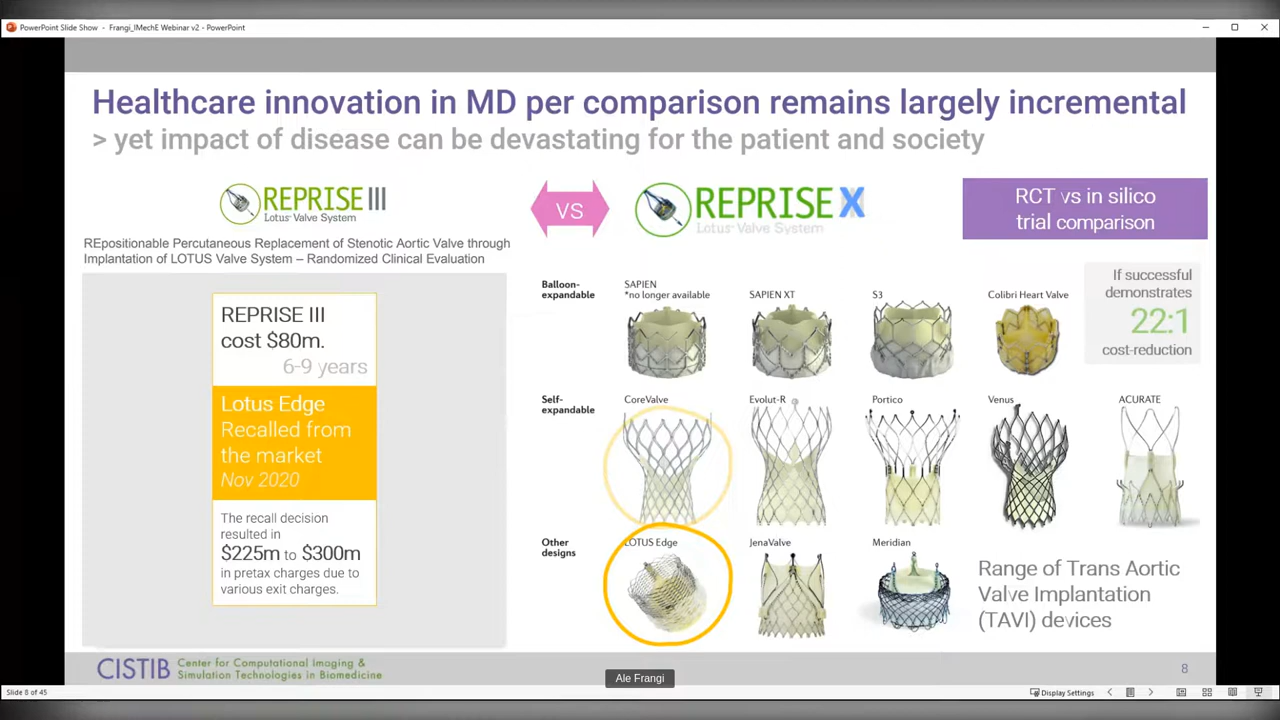 PowerPoint Slide Show - Frangi_IMechE Webinar v2 - PowerPoint
Healthcare innovation in MD per comparison remains largely incremental
> yet impact of disease can be devastating for the patient and society
REPRISE III
Lotus™ Valve System
REpositionable Percutaneous Replacement of Stenotic Aortic Valve through
Implantation of LOTUS Valve System – Randomized Clinical Evaluation
REPRISE III
cost $80m.
6-9 years
Lotus Edge
Recalled from
the market
Nov 2020
The recall decision
resulted in
$225m to $300m
in pretax charges due to
various exit charges.
VS
REPRISE X
Lotus™ Valve System
RCT vs in silico
trial comparison
If successful
demonstrates
22:1
cost-reduction
Balloon-
expandable
SAPIEN
*no longer available
SAPIEN XT
S3
Colibri Heart Valve
Self-
expandable
CoreValve
Evolut-R
Portico
Venus
ACURATE
Other
designs
LOTUS Edge
JenaValve
Meridian
Range of Trans Aortic
Valve Implantation
(TAVI) devices
CISTIB
Center for Computational Imaging &
Simulation Technologies in Biomedicine
8
Ale Frangi
Slide 8 of 45
Display Settings